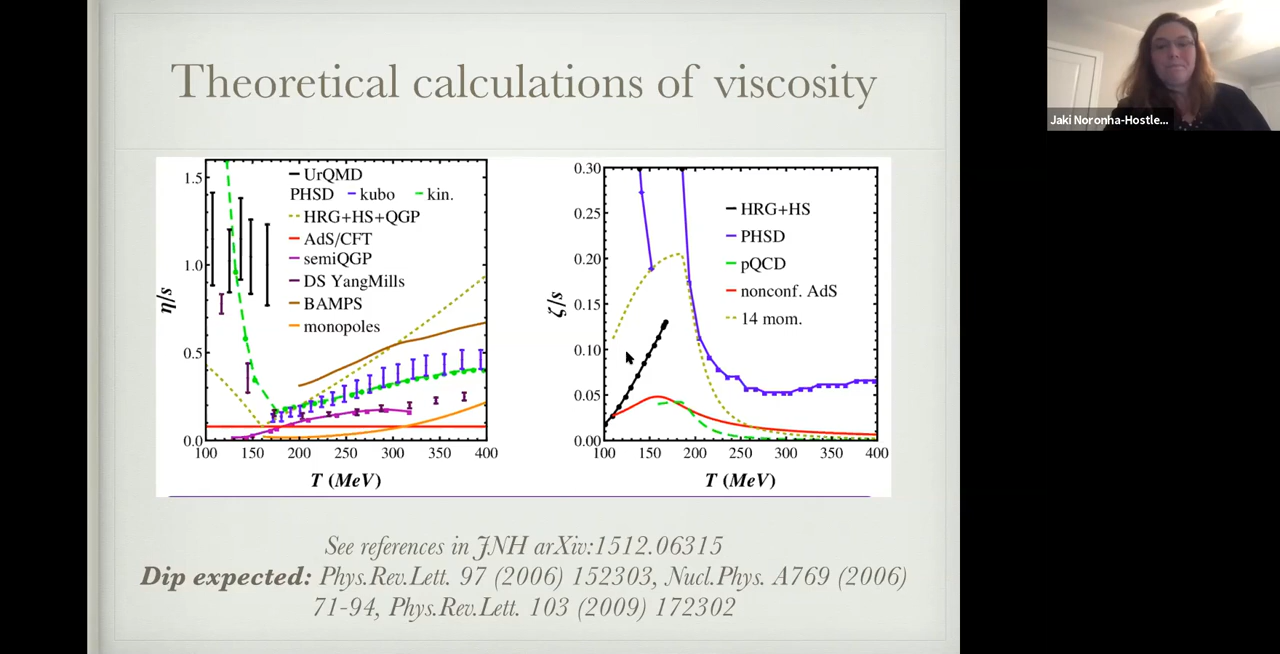 Theoretical calculations of viscosity
Jaki Noronha-Hostle...
UrQMD
PHSD kubo kin.
HRG+HS+QGP
AdS/CFT
semiQGP
DS YangMills
BAMPS
monopoles
η/s
1.5
1.0
0.5
0.0
100 150 200 250 300 350 400
T (MeV)
HRG+HS
PHSD
pQCD
nonconf. AdS
14 mom.
ζ/s
0.30
0.25
0.20
0.15
0.10
0.05
0.00
100 150 200 250 300 350 400
T (MeV)
See references in JNH arXiv:1512.06315
Dip expected: Phys.Rev.Lett. 97 (2006) 152303, Nucl.Phys. A769 (2006)
71-94, Phys.Rev.Lett. 103 (2009) 172302